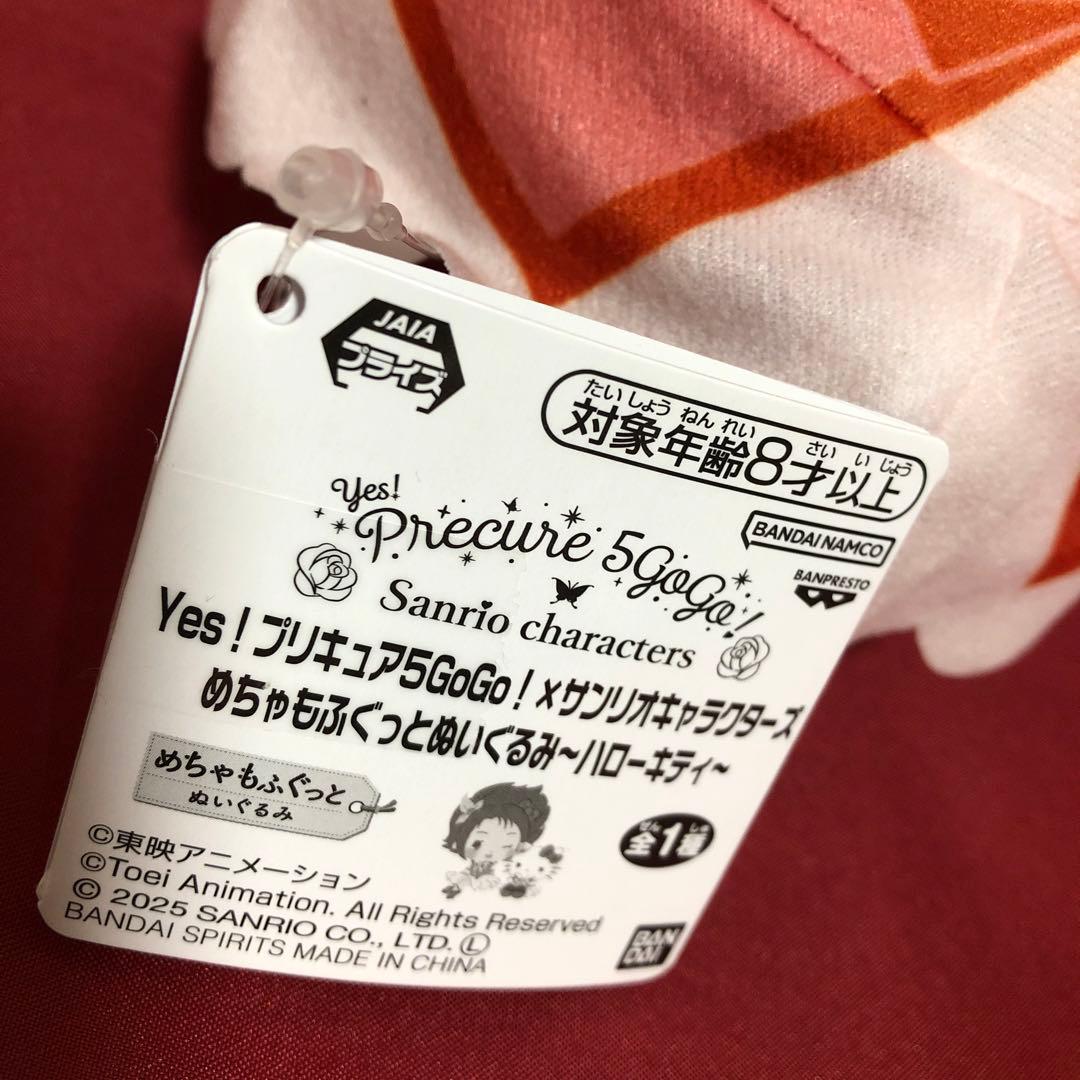 JAIA
プライズ
たいしょうねんれい さいいじょう
対象年齢8才以上
Yes!
Precure 5GoGo!
Sanrio characters
BANDAI NAMCO
BANPRESTO
Yes!プリキュア5GoGo!×サンリオキャラクターズ
めちゃもふぐっとぬいぐるみ~ハローキティ~
めちゃもふぐっと
ぬいぐるみ
ぜん しゅ
全1種
©東映アニメーション
©Toei Animation. All Rights Reserved
© 2025 SANRIO CO., LTD. Ⓛ
BANDAI SPIRITS MADE IN CHINA
BAN
DAI